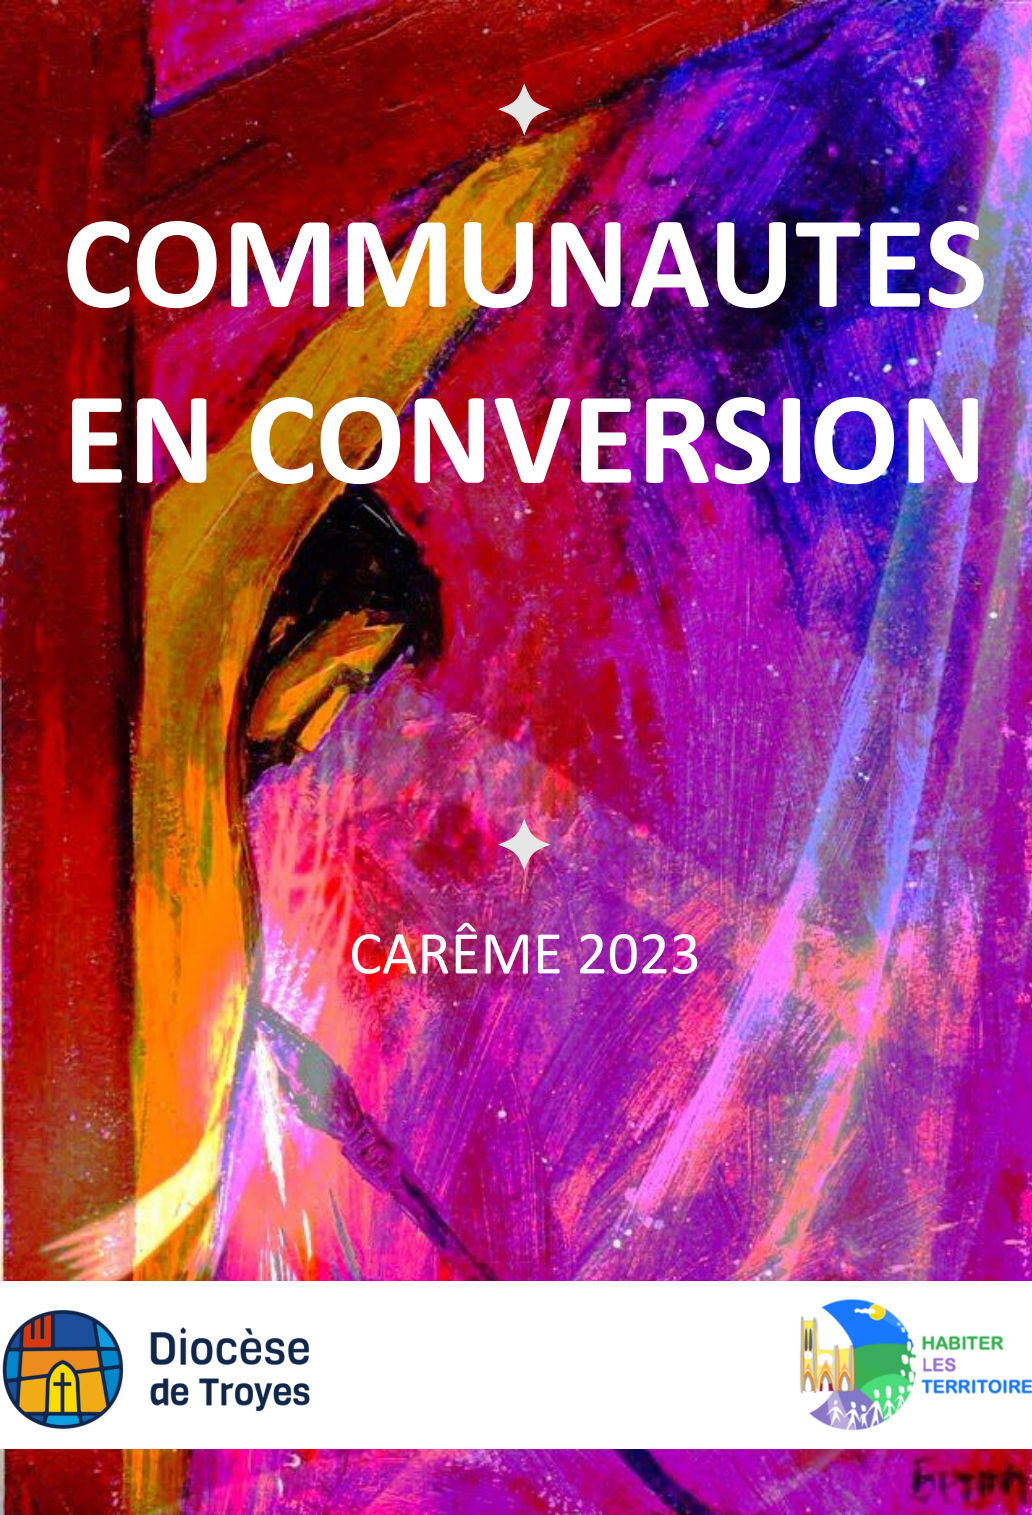 COMMUNAUTES
EN CONVERSION
CARÊME 2023
Diocèse
de Troyes
HABITER
LES
TERRITOIRE